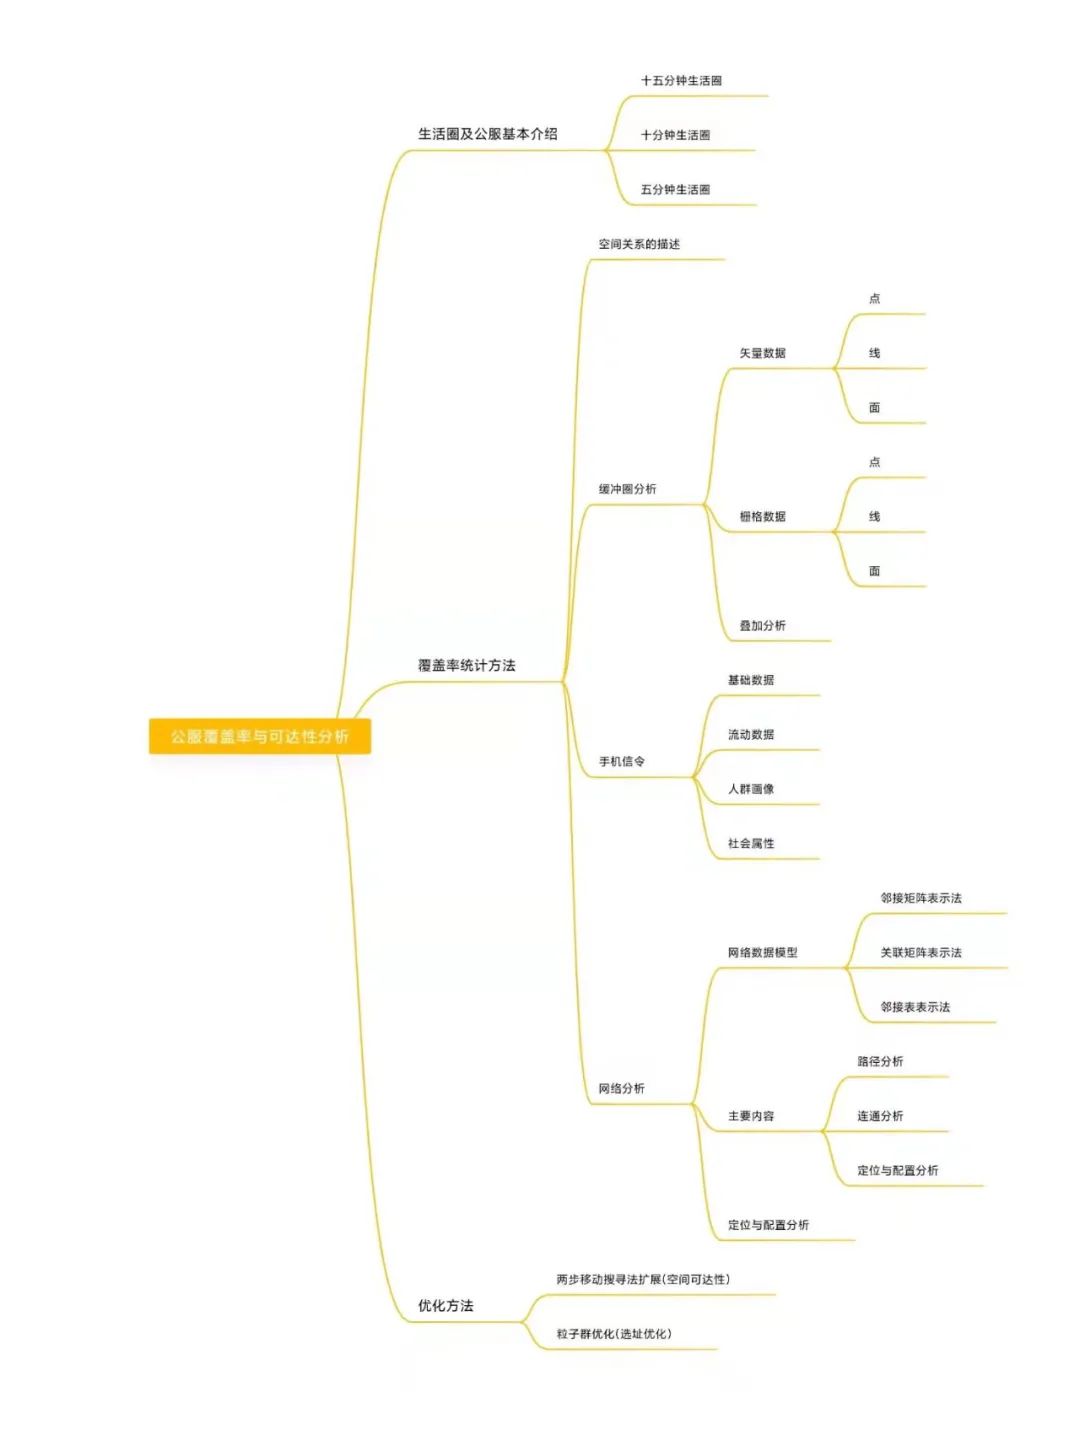 十五分钟生活圈
生活圈及公服基本介绍
十分钟生活圈
五分钟生活圈
空间关系的描述
点
矢量数据
线
面
点
缓冲圈分析
栅格数据
线
面
叠加分析
覆盖率统计方法
基础数据
公服覆盖率与可达性分析
流动数据
手机信令
人群画像
社会属性
邻接矩阵表示法
网络数据模型
关联矩阵表示法
邻接表表示法
路径分析
网络分析
主要内容
连通分析
定位与配置分析
定位与配置分析
两步移动搜寻法扩展(空间可达性)
优化方法
粒子群优化(选址优化)